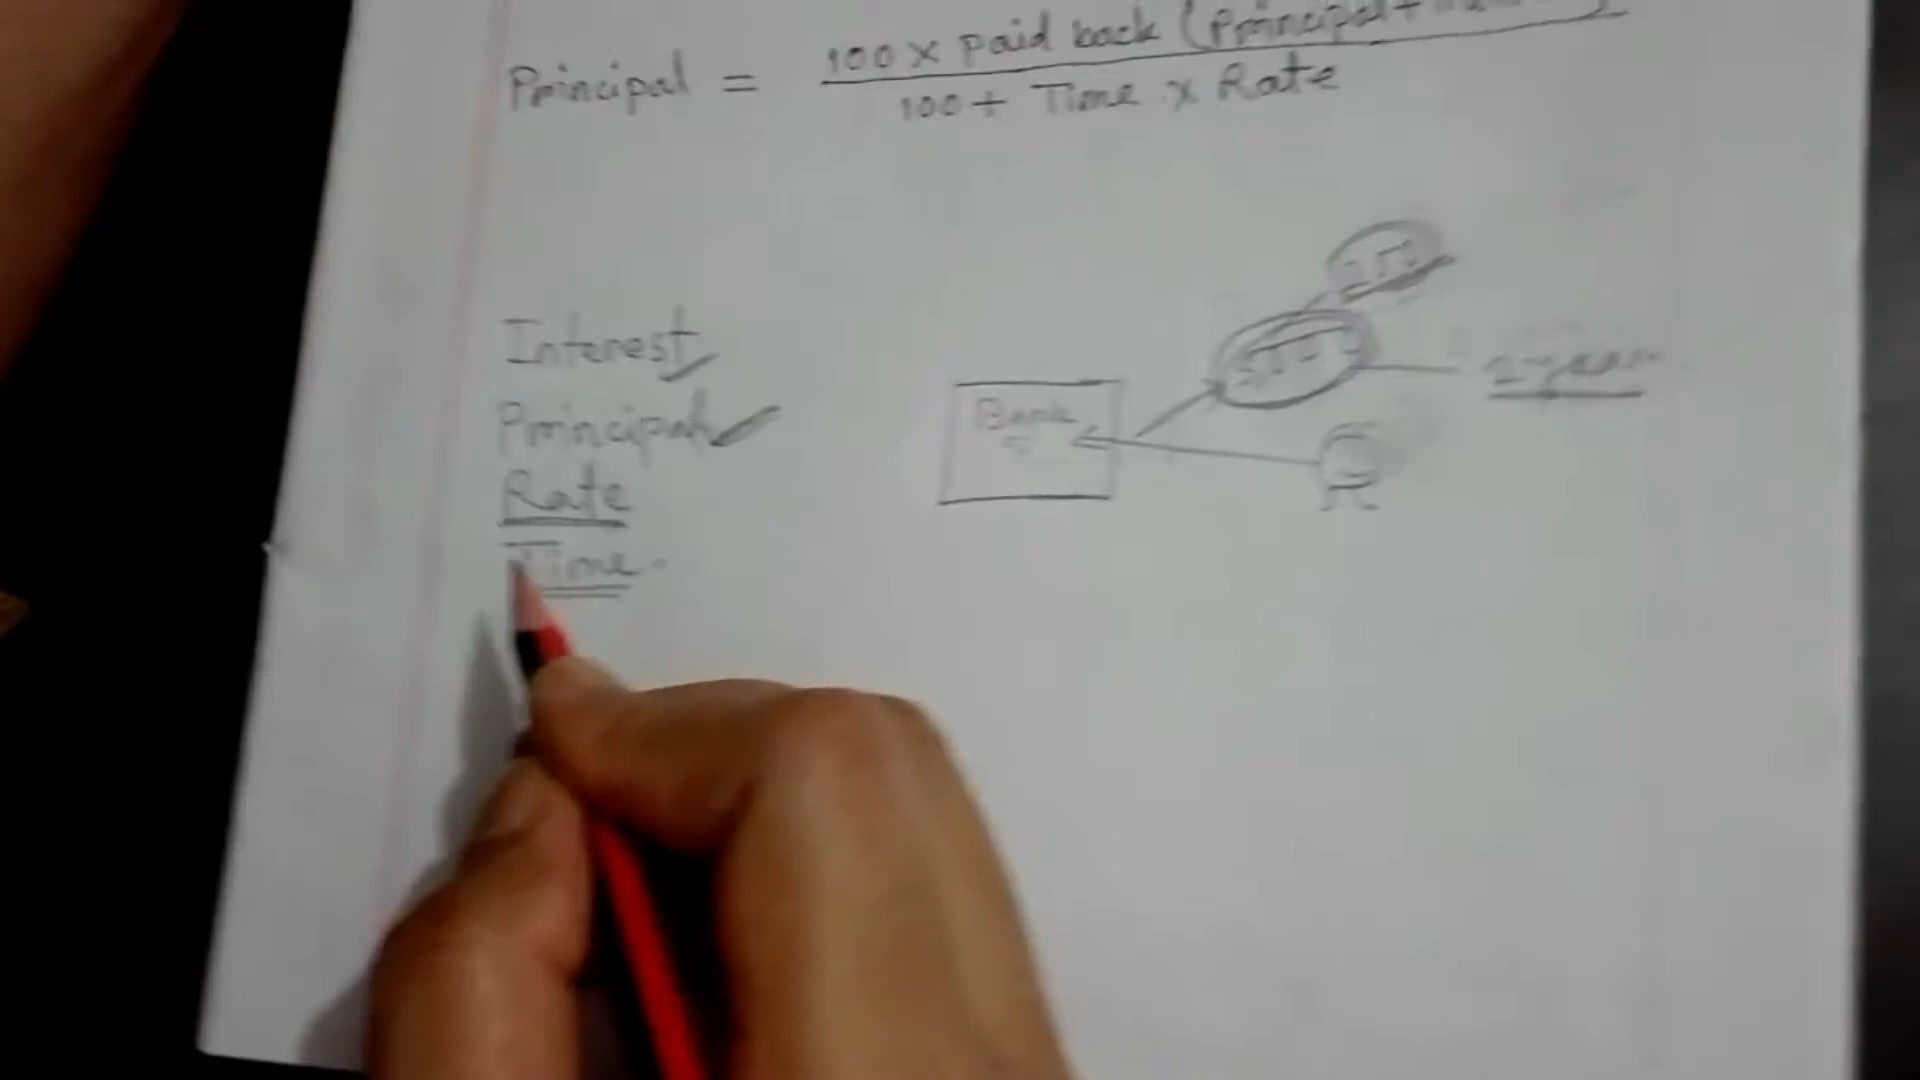 100 x paid back (Principal +
Principal =
100 + Time x Rate
Interest
Principal
Rate
Time
Bank